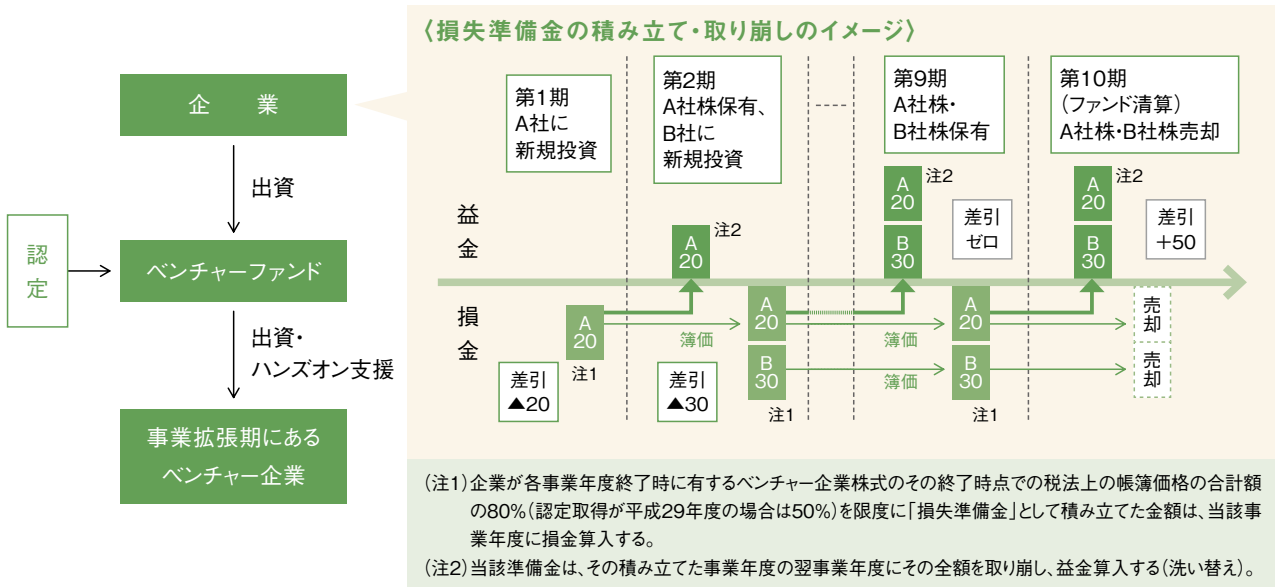 〈損失準備金の積み立て・取り崩しのイメージ〉
企　業
出資
認
定
ベンチャーファンド
出資・
ハンズオン支援
事業拡張期にある
ベンチャー企業
第1期
A社に
新規投資
第2期
A社株保有、
B社に
新規投資
第9期
A社株・
B社株保有
第10期
(ファンド清算)
A社株・B社株売却
益
金
A
20
注2
A
20
注2
B
30
差引
ゼロ
A
20
注2
B
30
差引
＋50
損
金
A
20
注1
差引
▲20
簿価
差引
▲30
A
20
B
30
注1
簿価
簿価
A
20
B
30
注1
売
却
売
却
(注1)企業が各事業年度終了時に有するベンチャー企業株式のその終了時点での税法上の帳簿価格の合計額
の80%(認定取得が平成29年度の場合は50%)を限度に「損失準備金」として積み立てた金額は、当該事
業年度に損金算入する。
(注2)当該準備金は、その積み立てた事業年度の翌事業年度にその全額を取り崩し、益金算入する(洗い替え)。